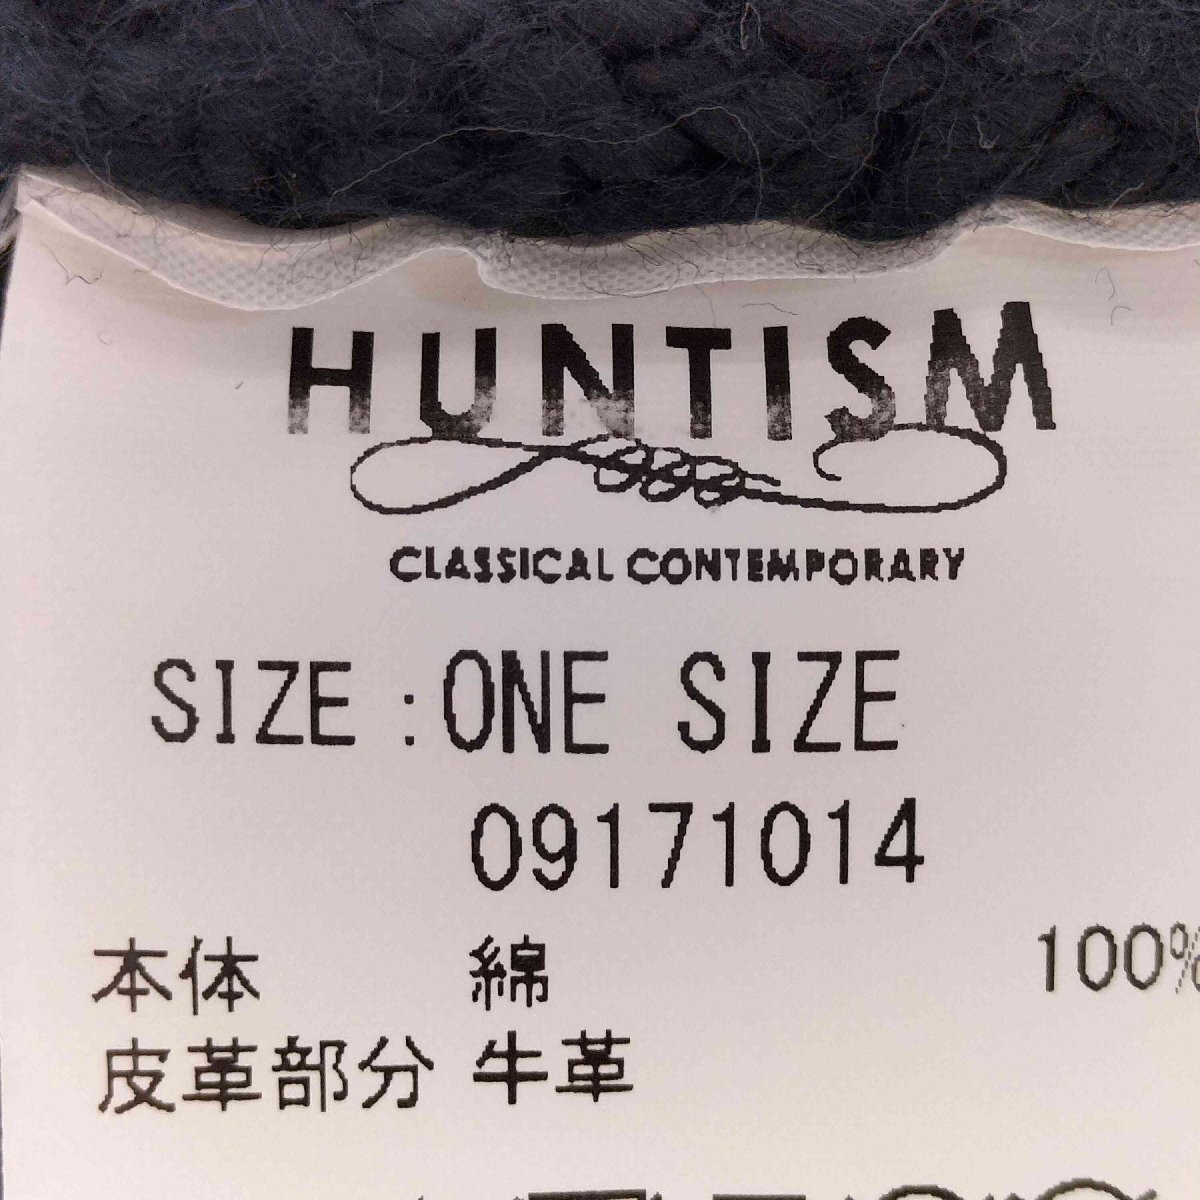 HUNTISM
CLASSICAL CONTEMPORARY
SIZE : ONE SIZE
09171014
本体 綿 100%
皮革部分 牛革